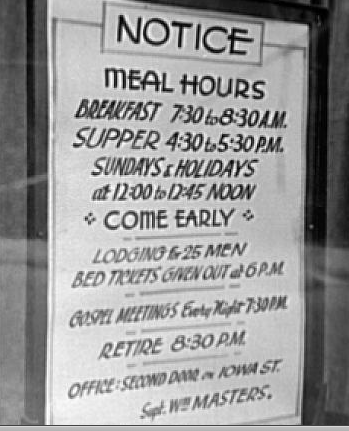 NOTICE
MEAL HOURS
BREAKFAST 7:30 to 8:30 A.M.
SUPPER 4:30 to 5:30 P.M.
SUNDAYS & HOLIDAYS
at 12:00 to 12:45 NOON
COME EARLY
LODGING for 25 MEN
BED TICKETS GIVEN OUT at 6 P.M.
GOSPEL MEETINGS Every Night 7:30 P.M.
RETIRE 8:30 P.M.
OFFICE: SECOND DOOR on IOWA ST.
Supt. Wm MASTERS.